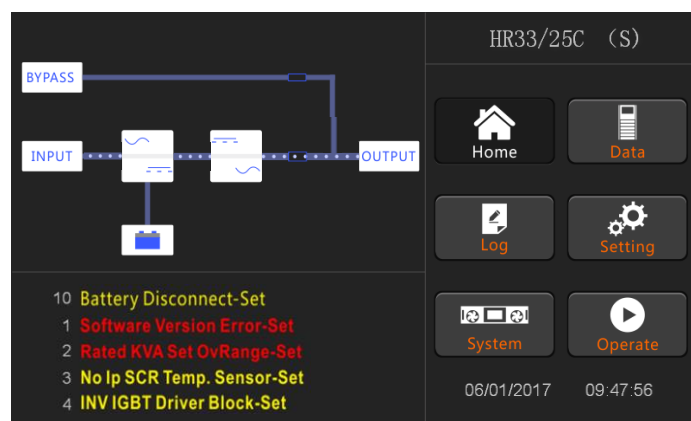 HR33/25C （S）
BYPASS
INPUT
OUTPUT
Home
Data
Log
Setting
System
Operate
10 Battery Disconnect-Set
1 Software Version Error-Set
2 Rated KVA Set OvRange-Set
3 No Ip SCR Temp. Sensor-Set
4 INV IGBT Driver Block-Set
06/01/2017 09:47:56